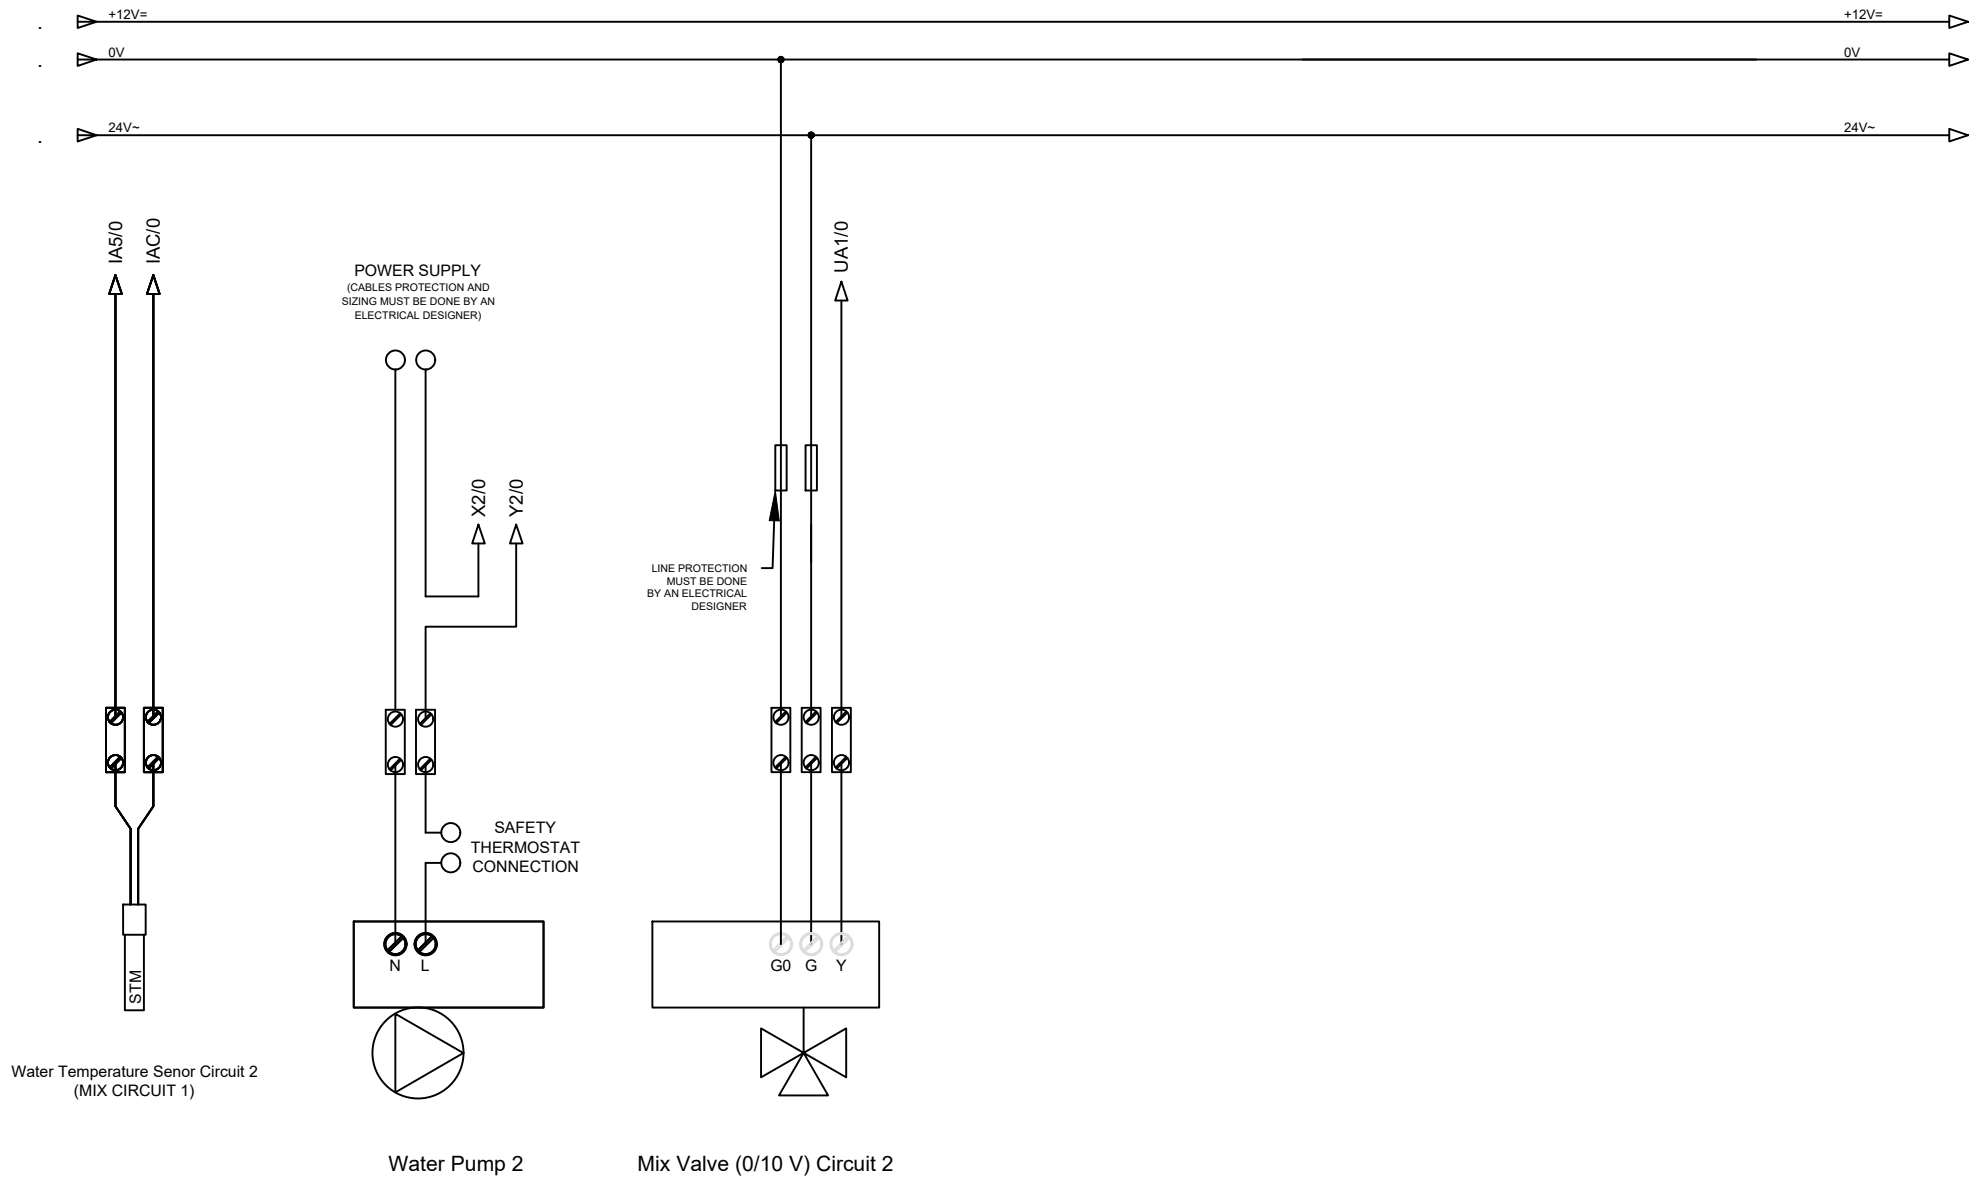 +12V=
+12V=
0V
0V
24V~
24V~
IA5/0
IAC/0
POWER SUPPLY
(CABLES PROTECTION AND
SIZING MUST BE DONE BY AN
ELECTRICAL DESIGNER)
UA1/0
X2/0
Y2/0
LINE PROTECTION
MUST BE DONE
BY AN ELECTRICAL
DESIGNER
SAFETY
THERMOSTAT
CONNECTION
N
L
G0
G
Y
STM
Water Temperature Senor Circuit 2
(MIX CIRCUIT 1)
Water Pump 2
Mix Valve (0/10 V) Circuit 2